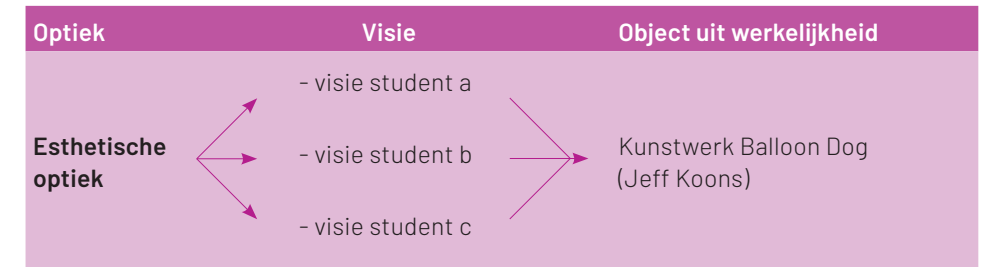 Optiek Visie Object uit werkelijkheid
- visie student a
Esthetische optiek
- visie student b
Kunstwerk Balloon Dog
(Jeff Koons)
- visie student c